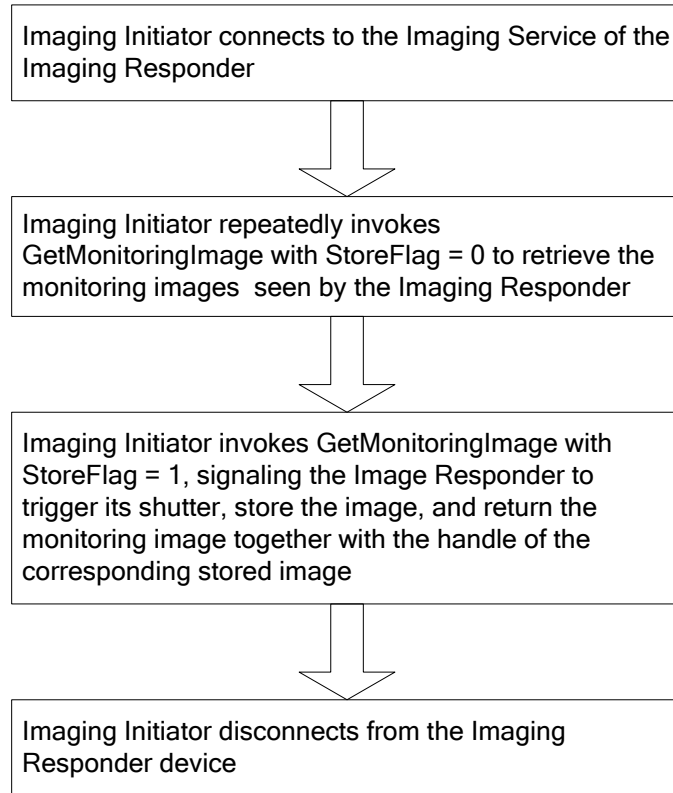 Imaging Initiator connects to the Imaging Service of the
Imaging Responder
Imaging Initiator repeatedly invokes
GetMonitoringImage with StoreFlag = 0 to retrieve the
monitoring images  seen by the Imaging Responder
Imaging Initiator invokes GetMonitoringImage with
StoreFlag = 1, signaling the Image Responder to
trigger its shutter, store the image, and return the
monitoring image together with the handle of the
corresponding stored image
Imaging Initiator disconnects from the Imaging
Responder device